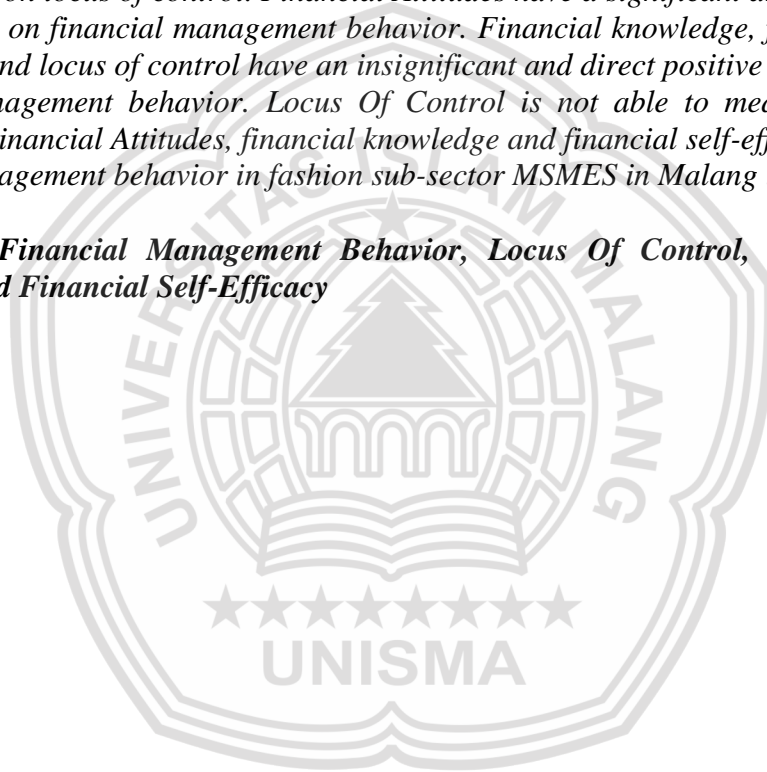 on locus of control. Financial Attitudes have a significant a
on financial management behavior. Financial knowledge, f
nd locus of control have an insignificant and direct positive
nagement behavior. Locus Of Control is not able to med
inancial Attitudes, financial knowledge and financial self-eff
agement behavior in fashion sub-sector MSMES in Malang
Financial Management Behavior, Locus Of Control,
d Financial Self-Efficacy
UNIVERSITAS ISLAM MALANG
UNISMA